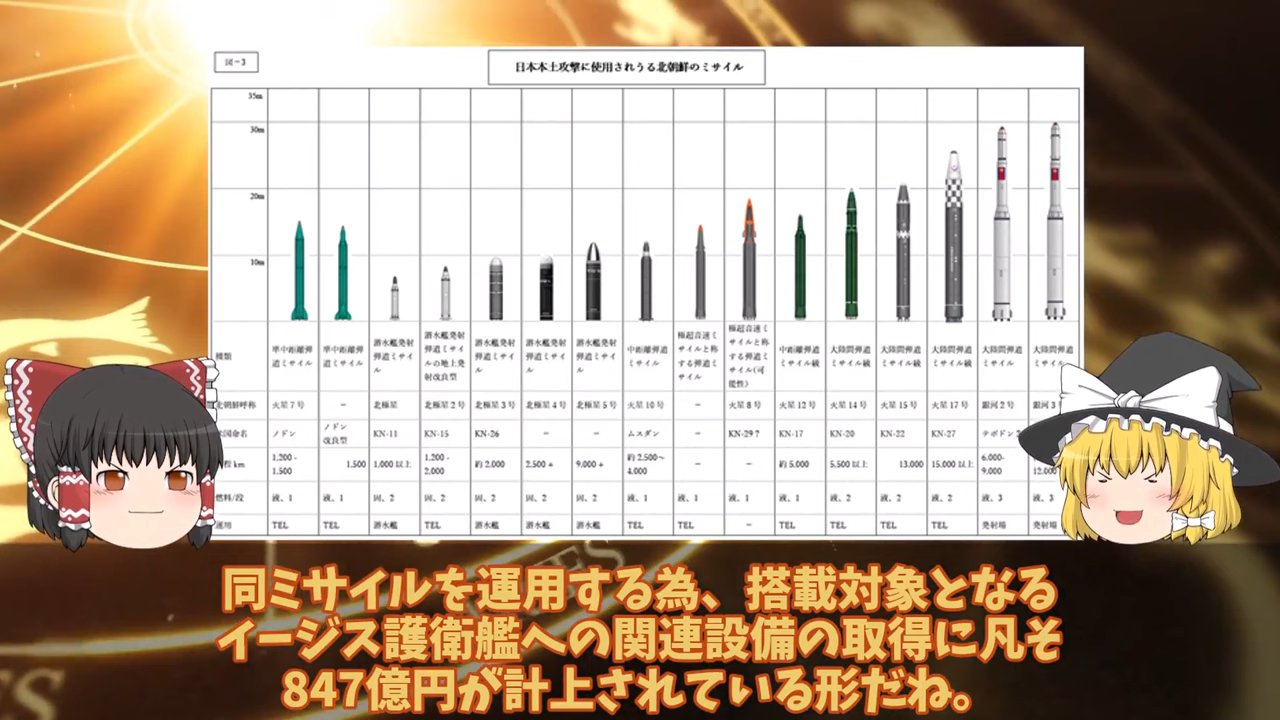 図-3
日本本土攻撃に使用されうる北朝鮮のミサイル
35m
30m
20m
10m
種類 準中距離弾道ミサイル 準中距離弾道ミサイル 潜水艦発射弾道ミサイル 潜水艦発射弾道ミサイルの地上発射改良型 潜水艦発射弾道ミサイル 潜水艦発射弾道ミサイル 潜水艦発射弾道ミサイル 中距離弾道ミサイル 極超音速ミサイルと称する弾道ミサイル 極超音速ミサイルと称する弾道ミサイル(可能性) 中距離弾道ミサイル級 大陸間弾道ミサイル級 大陸間弾道ミサイル級 大陸間弾道ミサイル級 大陸間弾道ミサイル 大陸間弾道ミサイル
北朝鮮呼称 火星7号 － 北極星 北極星2号 北極星3号 北極星4号 北極星5号 火星10号 － 火星8号 火星12号 火星14号 火星15号 火星17号 銀河2号 銀河3
国命名 ノドン ノドン改良型 KN-11 KN-15 KN-26 － － ムスダン － KN-29? KN-17 KN-20 KN-22 KN-27 テポドン2
程km 1,200 - 1,500 1,500 1,000以上 1,200 - 2,000 約2,000 2,500+ 9,000+ 約2,500～4,000 － － 約5,000 5,500以上 13,000 15,000以上 6,000-9,000 12,000
燃料/段 液、1 液、1 固、2 固、2 固、2 固、2 固、2 液、1 液、1 液、1 液、1 液、2 液、2 液、2 液、3 液、3
運用 TEL TEL 潜水艦 TEL 潜水艦 潜水艦 潜水艦 TEL TEL － TEL TEL TEL TEL 発射場 発射場
同ミサイルを運用する為、搭載対象となる
イージス護衛艦への関連設備の取得に凡そ
847億円が計上されている形だね。